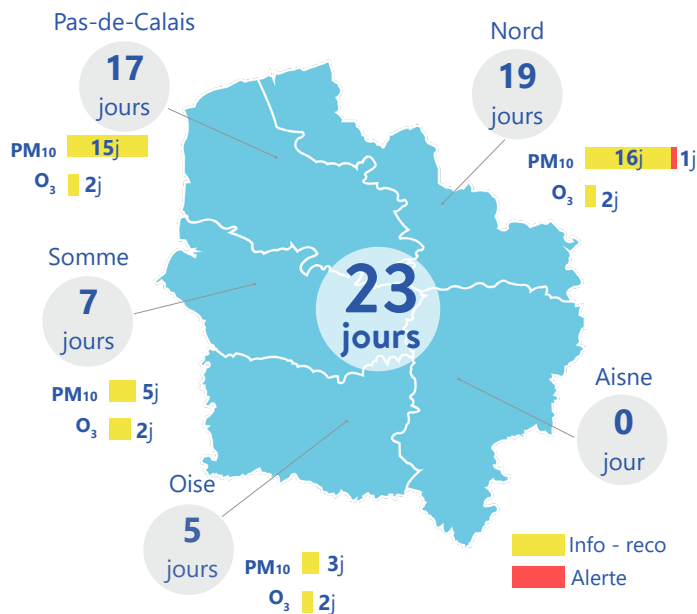 Pas-de-Calais
17
jours
PM10 15j
O3 2j
Nord
19
jours
PM10 16j 1j
O3 2j
Somme
7
jours
PM10 5j
O3 2j
23
jours
Aisne
0
jour
Oise
5
jours
PM10 3j
O3 2j
Info - reco
Alerte